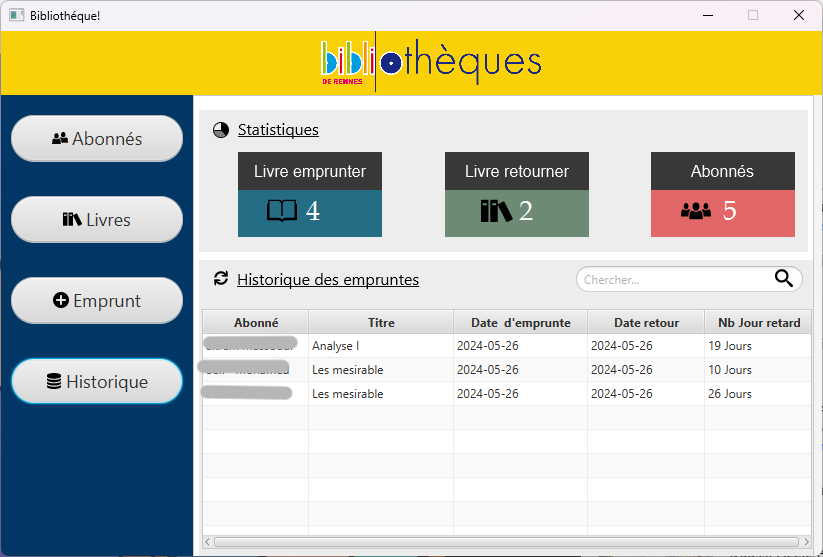 Bibliothéque!
bibliothèques
DE RENNES
Abonnés
Livres
Emprunt
Historique
Statistiques
Livre emprunter
4
Livre retourner
2
Abonnés
5
Historique des empruntes
Chercher...
Abonné Titre Date d'emprunte Date retour Nb Jour retard
Analyse I 2024-05-26 2024-05-26 19 Jours
Les mesirable 2024-05-26 2024-05-26 10 Jours
Les mesirable 2024-05-26 2024-05-26 26 Jours